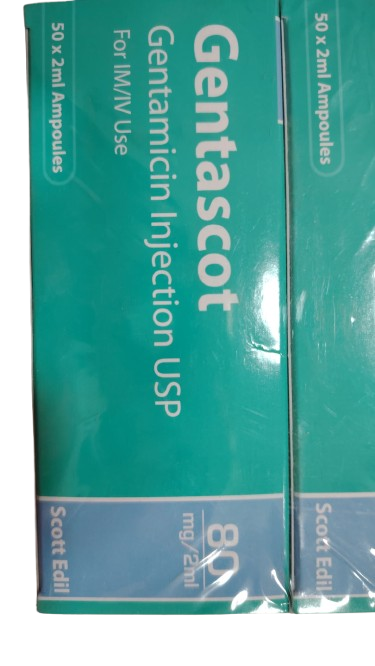 Gentascot
Gentamicin Injection USP
For IM/IV Use
50 x 2ml Ampoules
80
mg/2ml
Scott Edil
50 x 2ml Ampoules
Scott Edil